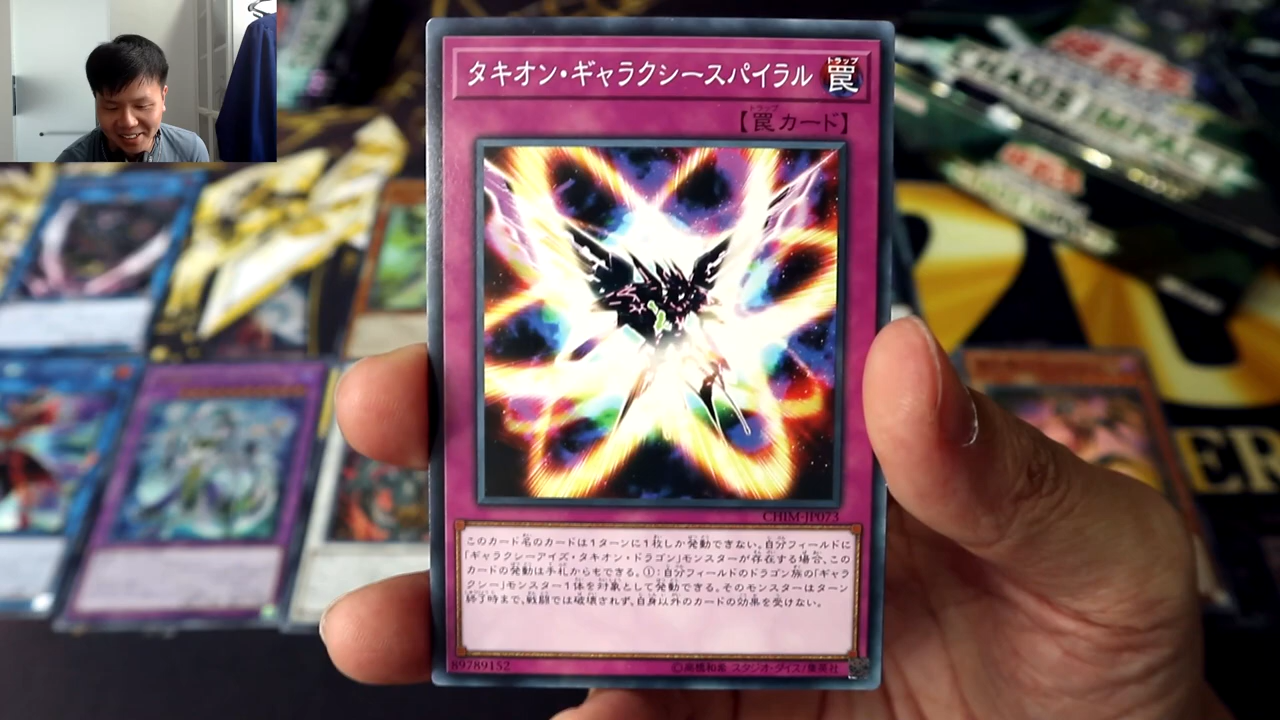 タキオン・ギャラクシースパイラル
トラップ
罠
トラップ
【罠カード】
CHIM-JP073
このカード名のカードは1ターンに1枚しか発動できない。自分フィールドに
「ギャラクシーアイズ・タキオン・ドラゴン」モンスターが存在する場合、この
カードの発動は手札からもできる。①:自分フィールドのドラゴン族の「ギャラ
クシー」モンスター1体を対象として発動できる。そのモンスターはターン
終了時まで、戦闘では破壊されず、自身以外のカードの効果を受けない。
89789152
©高橋和希 スタジオ・ダイス/集英社
CHAOS IMPACT
ER